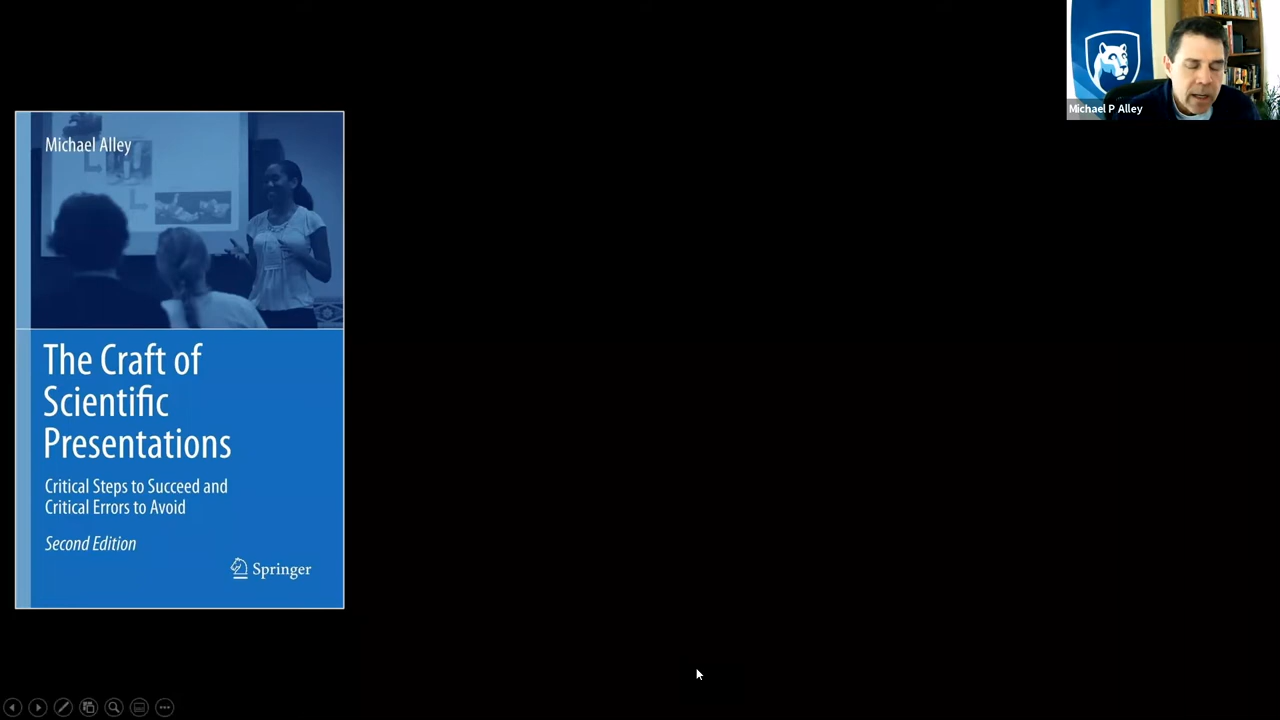 Michael P Alley
Michael Alley
The Craft of
Scientific
Presentations
Critical Steps to Succeed and
Critical Errors to Avoid
Second Edition
Springer